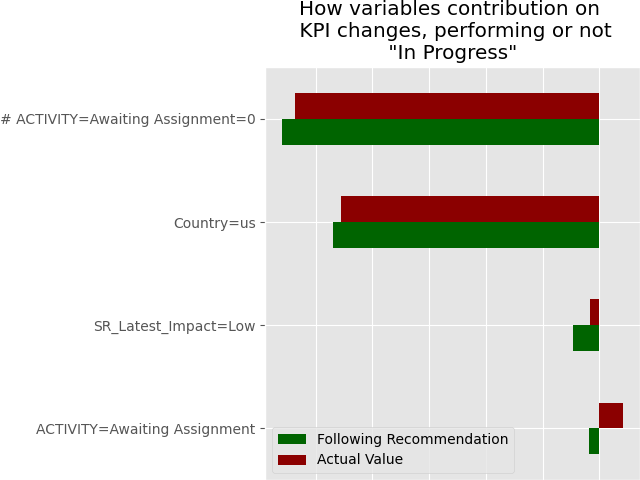 How variables contribution on
KPI changes, performing or not
"In Progress"
# ACTIVITY=Awaiting Assignment=0
Country=us
SR_Latest_Impact=Low
ACTIVITY=Awaiting Assignment
Following Recommendation
Actual Value